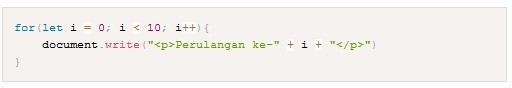 for(let i = 0; i < 10; i++){
    document.write("<p>Perulangan ke-" + i + "</p>")
}